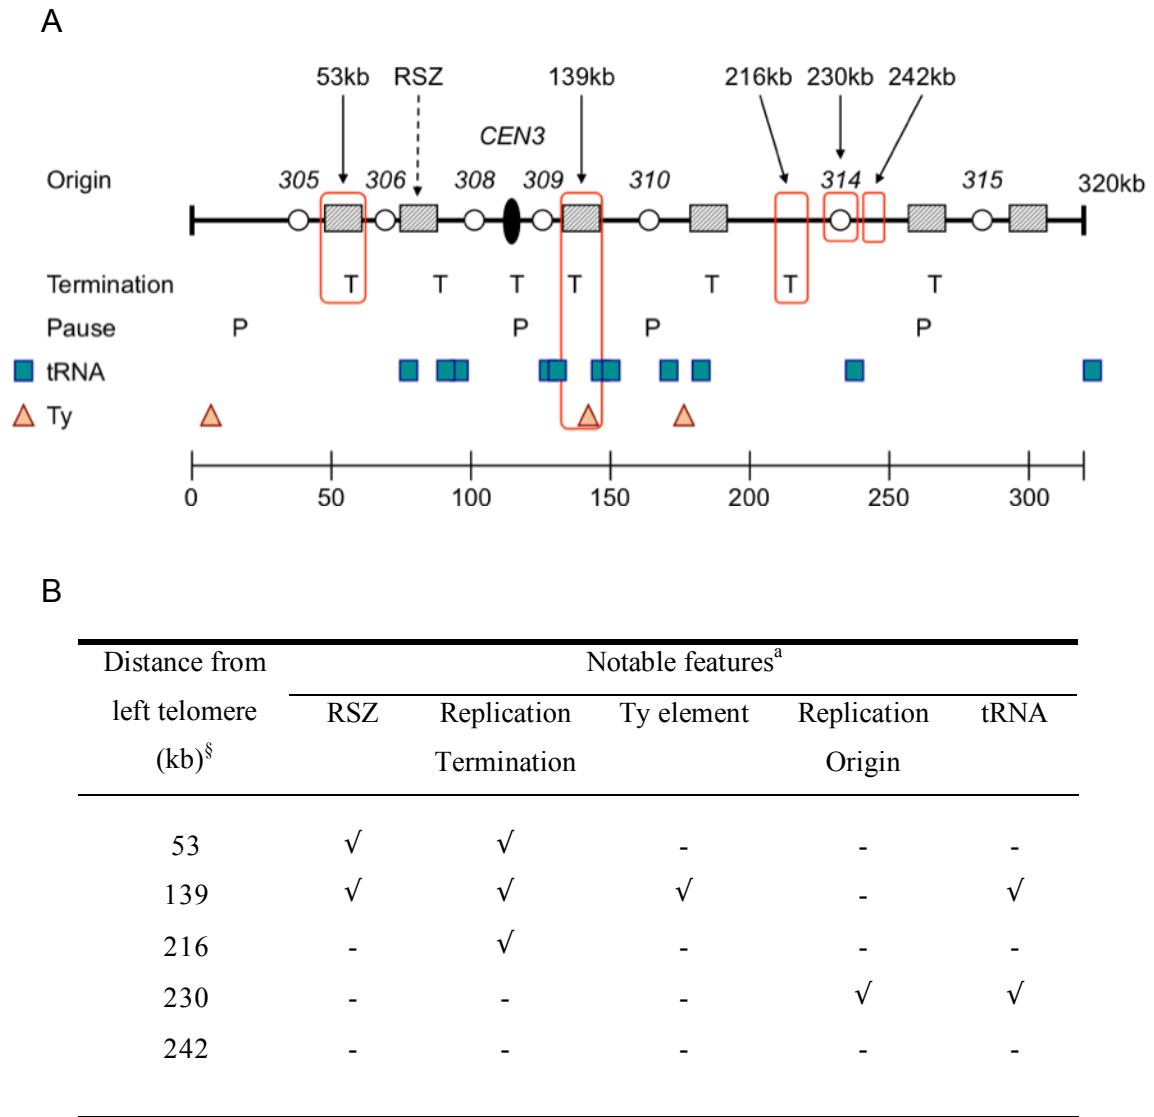 A
53kb RSZ 139kb 216kb 230kb 242kb
CEN3
Origin 305 306 308 309 310 314 315 320kb
Termination T T T T T T T
Pause P P P P
tRNA
Ty
0 50 100 150 200 250 300
B
Distance from left telomere (kb)§ Notable featuresᵃ
RSZ Replication Termination Ty element Replication Origin tRNA
53 √ √ - - -
139 √ √ √ - √
216 - √ - - -
230 - - - √ √
242 - - - - -